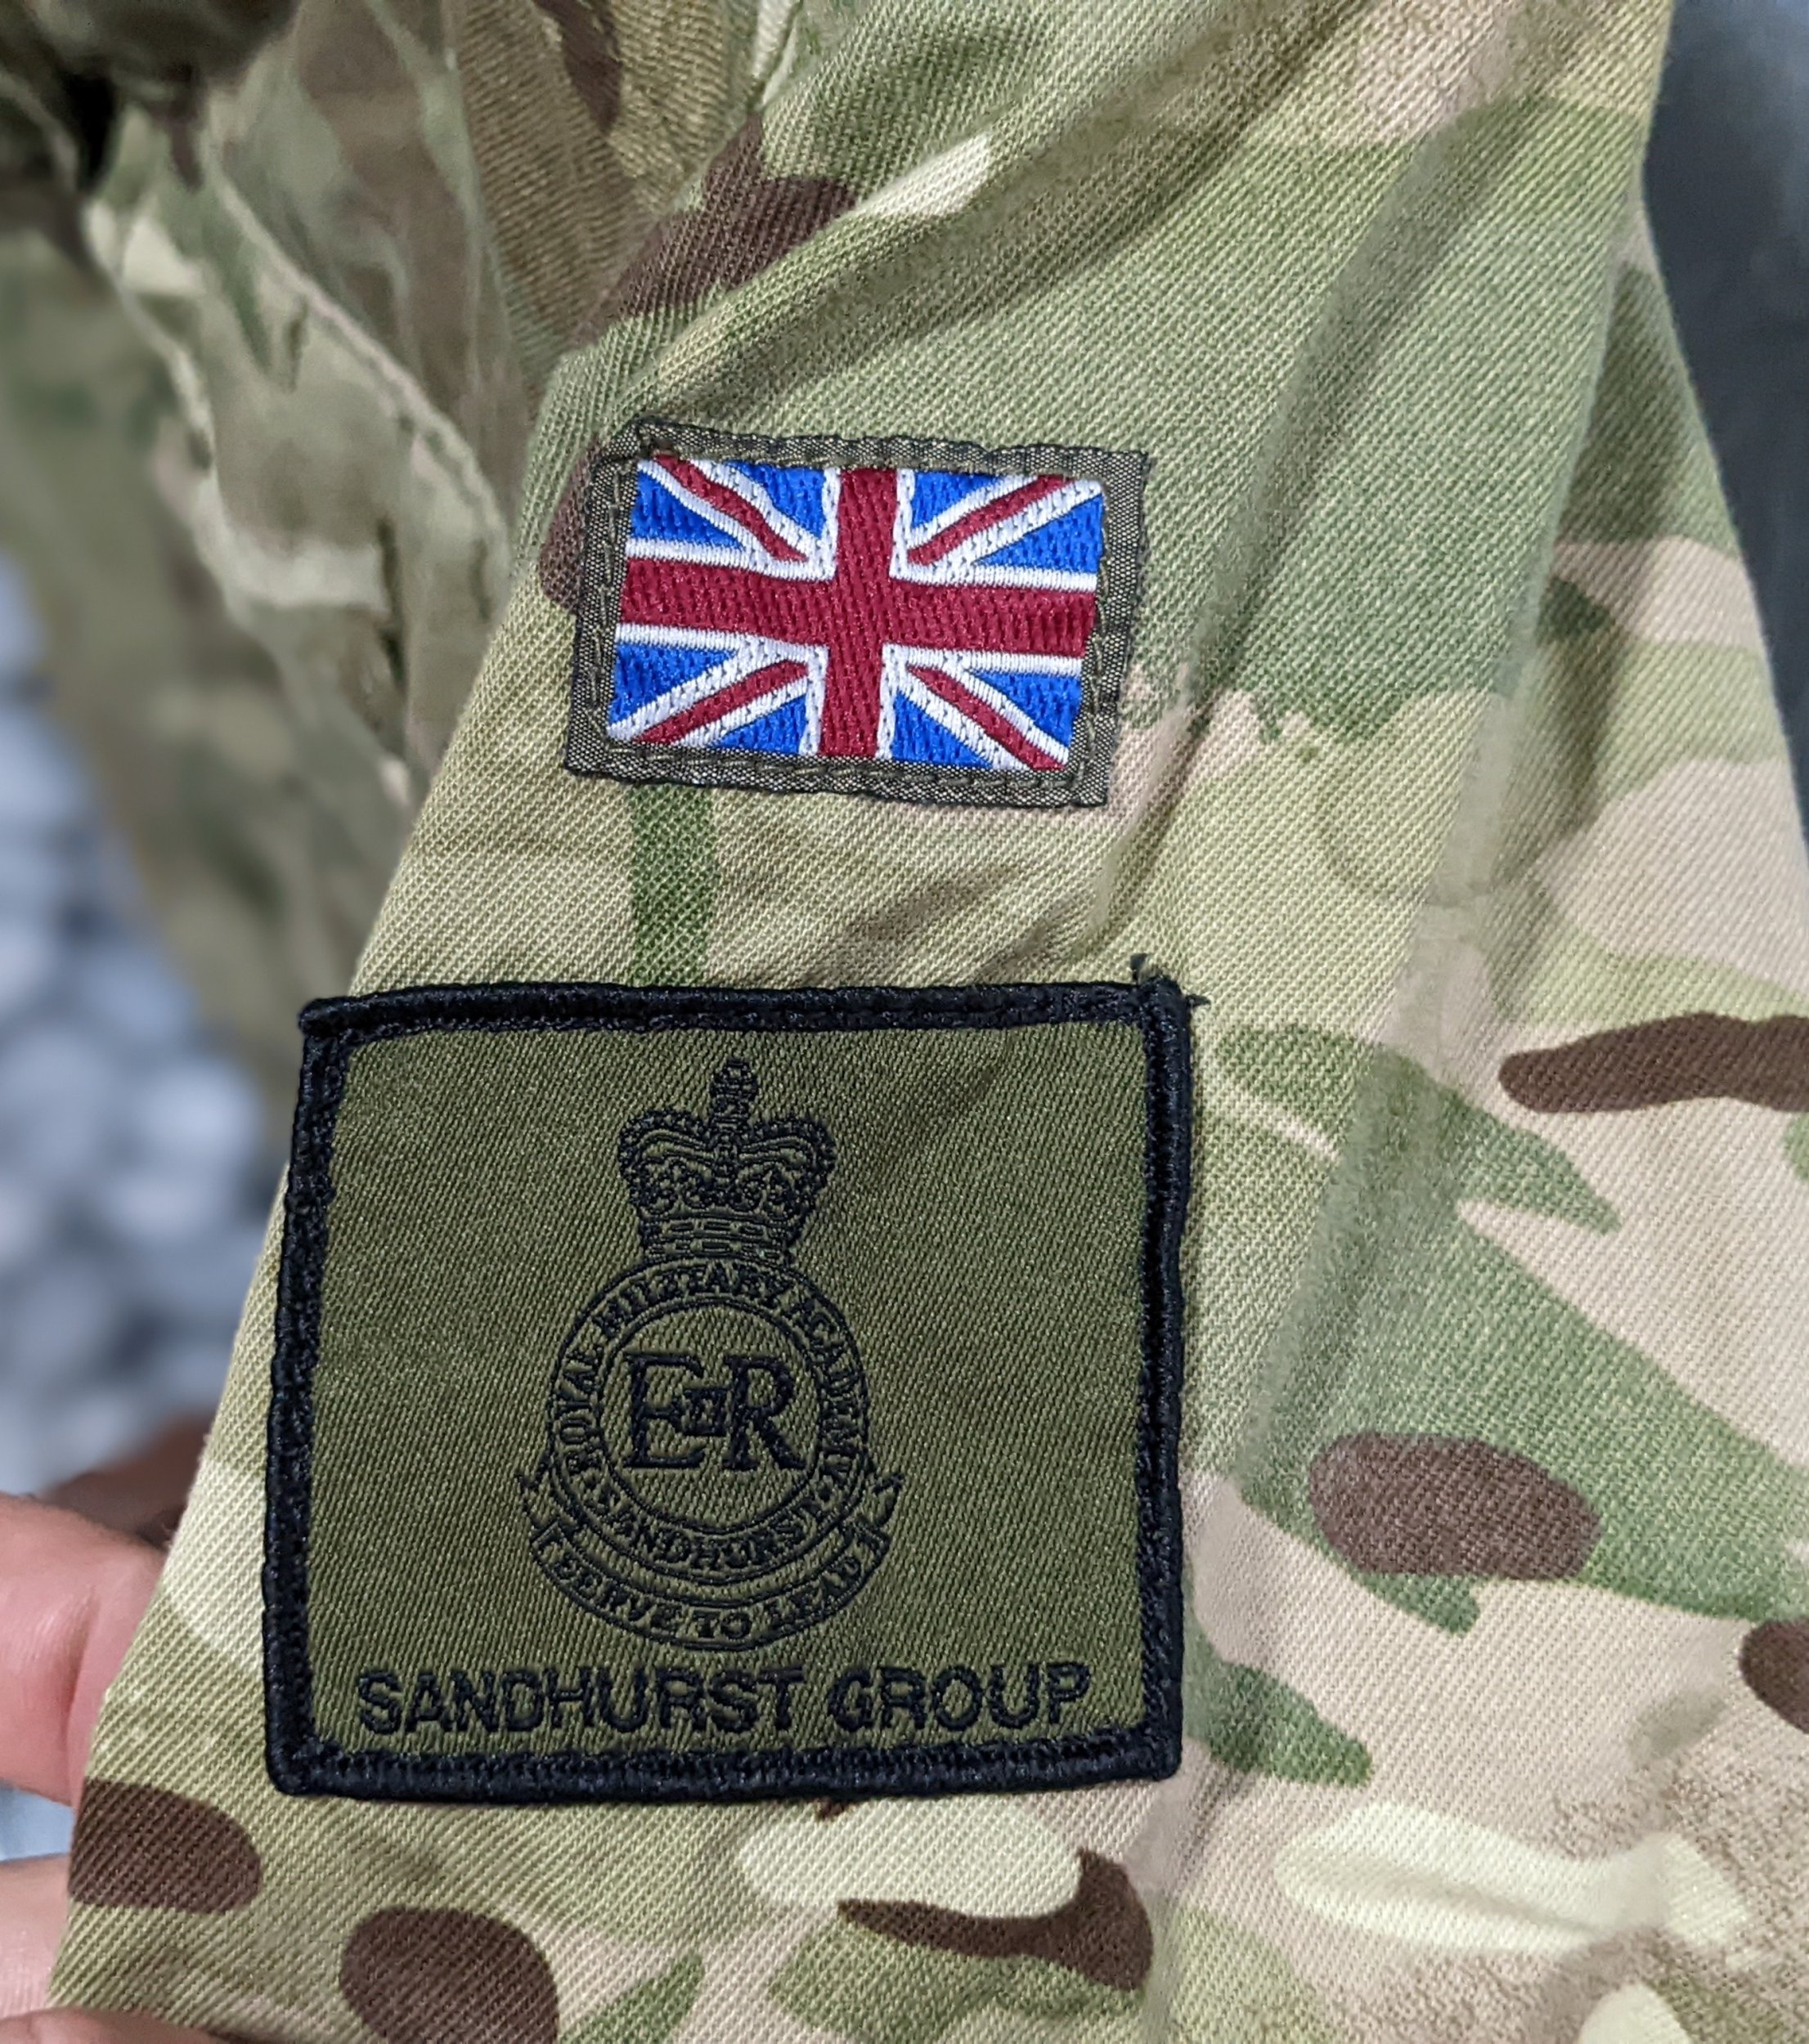 ROYAL MILITARY ACADEMY
SANDHURST
EIIR
SERVE TO LEAD
SANDHURST GROUP